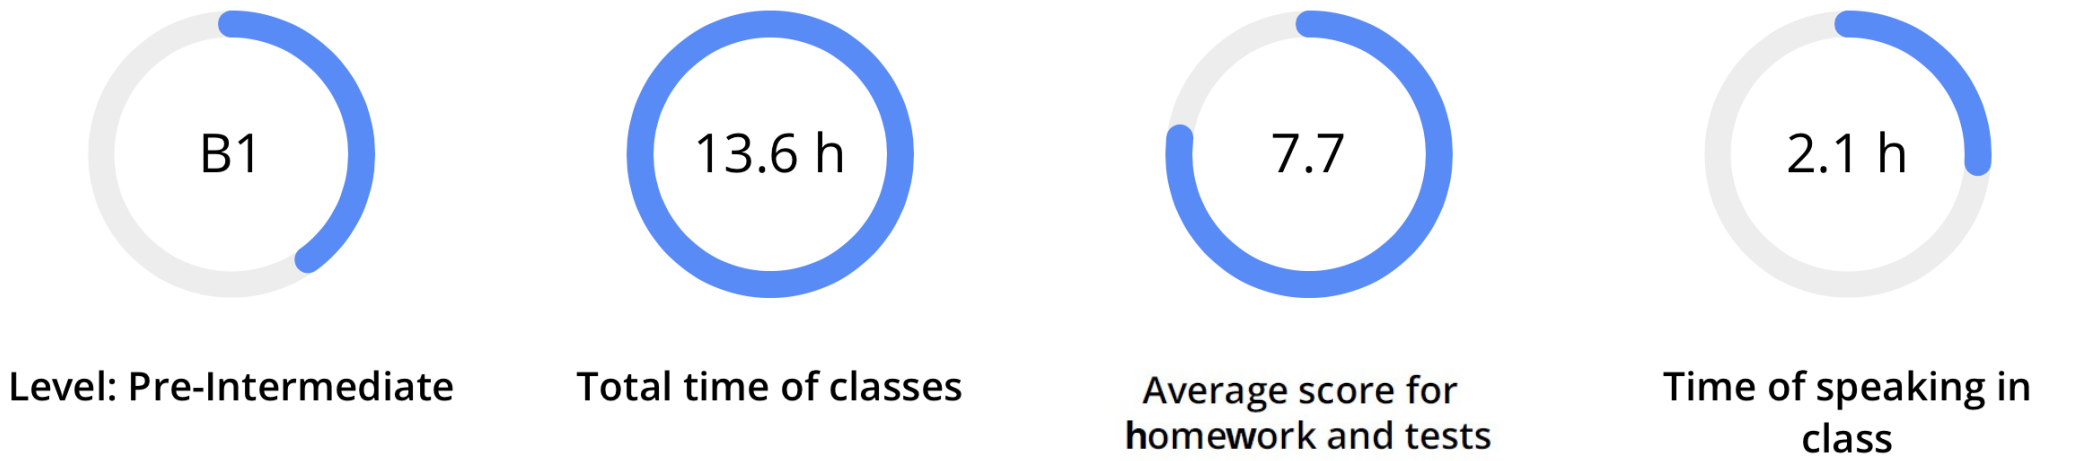 B1
13.6 h
7.7
2.1 h
Level: Pre-Intermediate
Total time of classes
Average score for
homework and tests
Time of speaking in
class